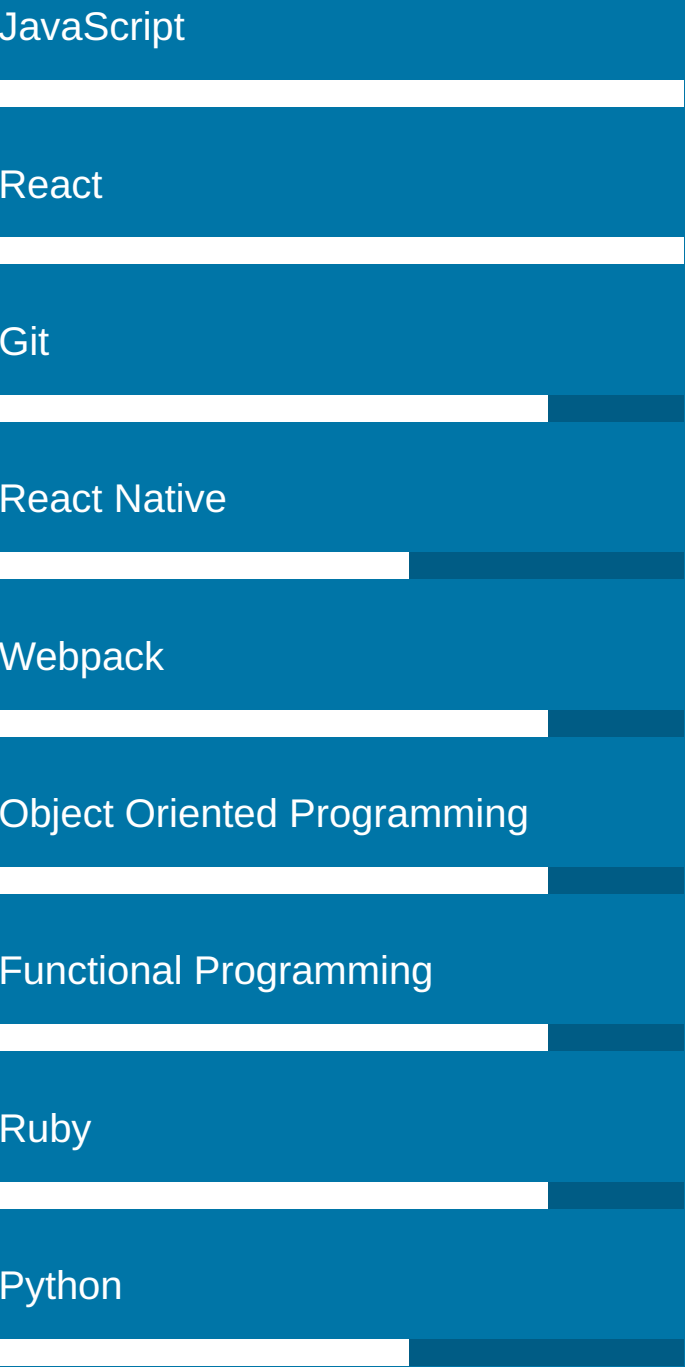 JavaScript
React
Git
React Native
Webpack
Object Oriented Programming
Functional Programming
Ruby
Python